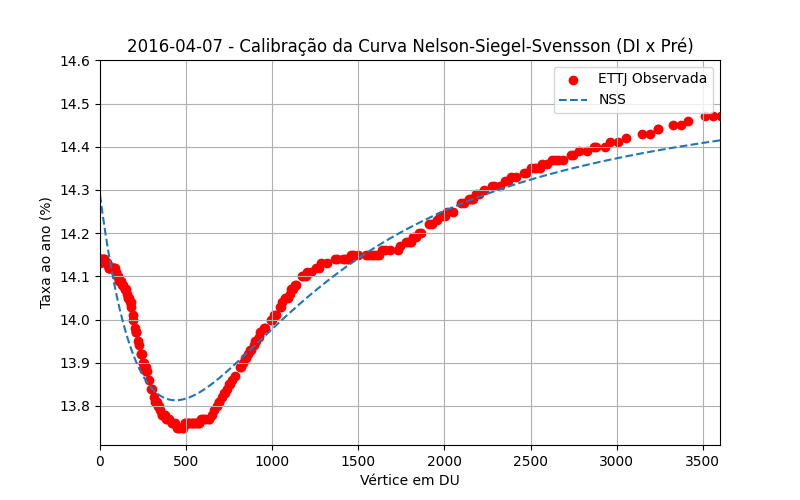 2016-04-07 - Calibração da Curva Nelson-Siegel-Svensson (DI x Pré)
14.6
14.5
14.4
14.3
14.2
14.1
14.0
13.9
13.8
Taxa ao ano (%)
ETTJ Observada
NSS
0 500 1000 1500 2000 2500 3000 3500
Vértice em DU